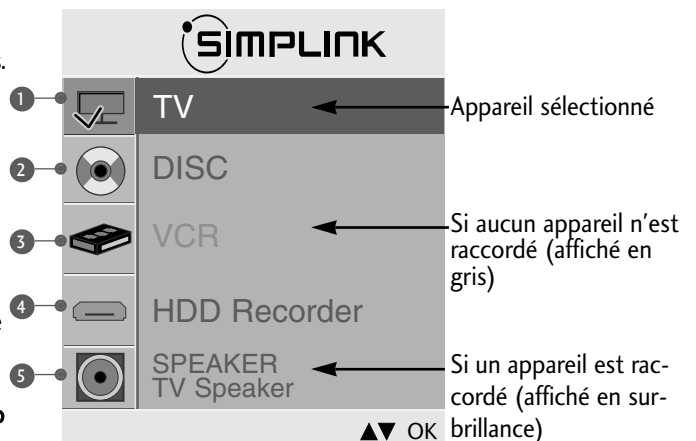 SIMPLINK
s.
1 TV Appareil sélectionné
2 DISC
3 VCR Si aucun appareil n'est
raccordé (affiché en
gris)
4 HDD Recorder
e
5 SPEAKER
TV Speaker
Si un appareil est rac-
cordé (affiché en sur-
brillance)
▲▼ OK